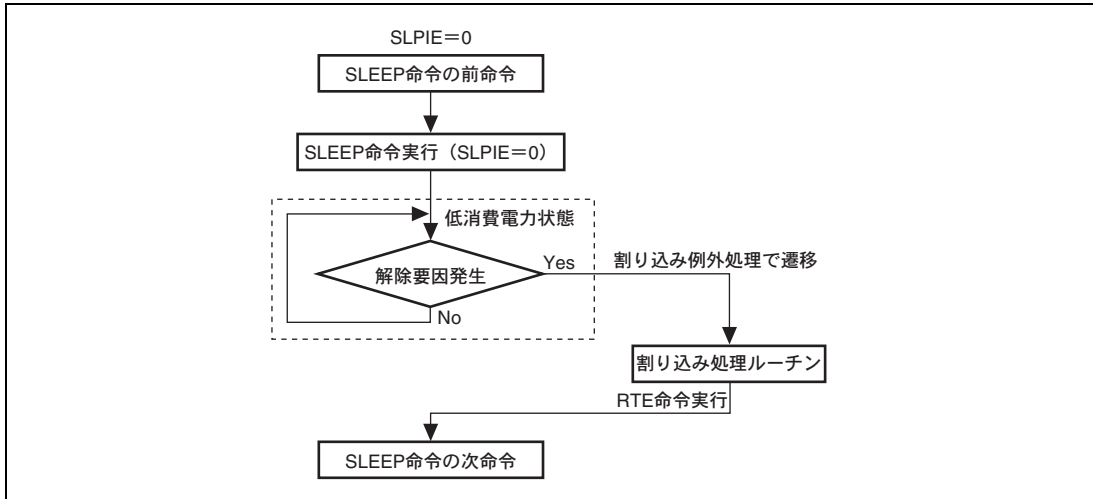 SLPIE=0
SLEEP命令の前命令
SLEEP命令実行（SLPIE=0）
低消費電力状態
解除要因発生
Yes
割り込み例外処理で遷移
No
割り込み処理ルーチン
RTE命令実行
SLEEP命令の次命令